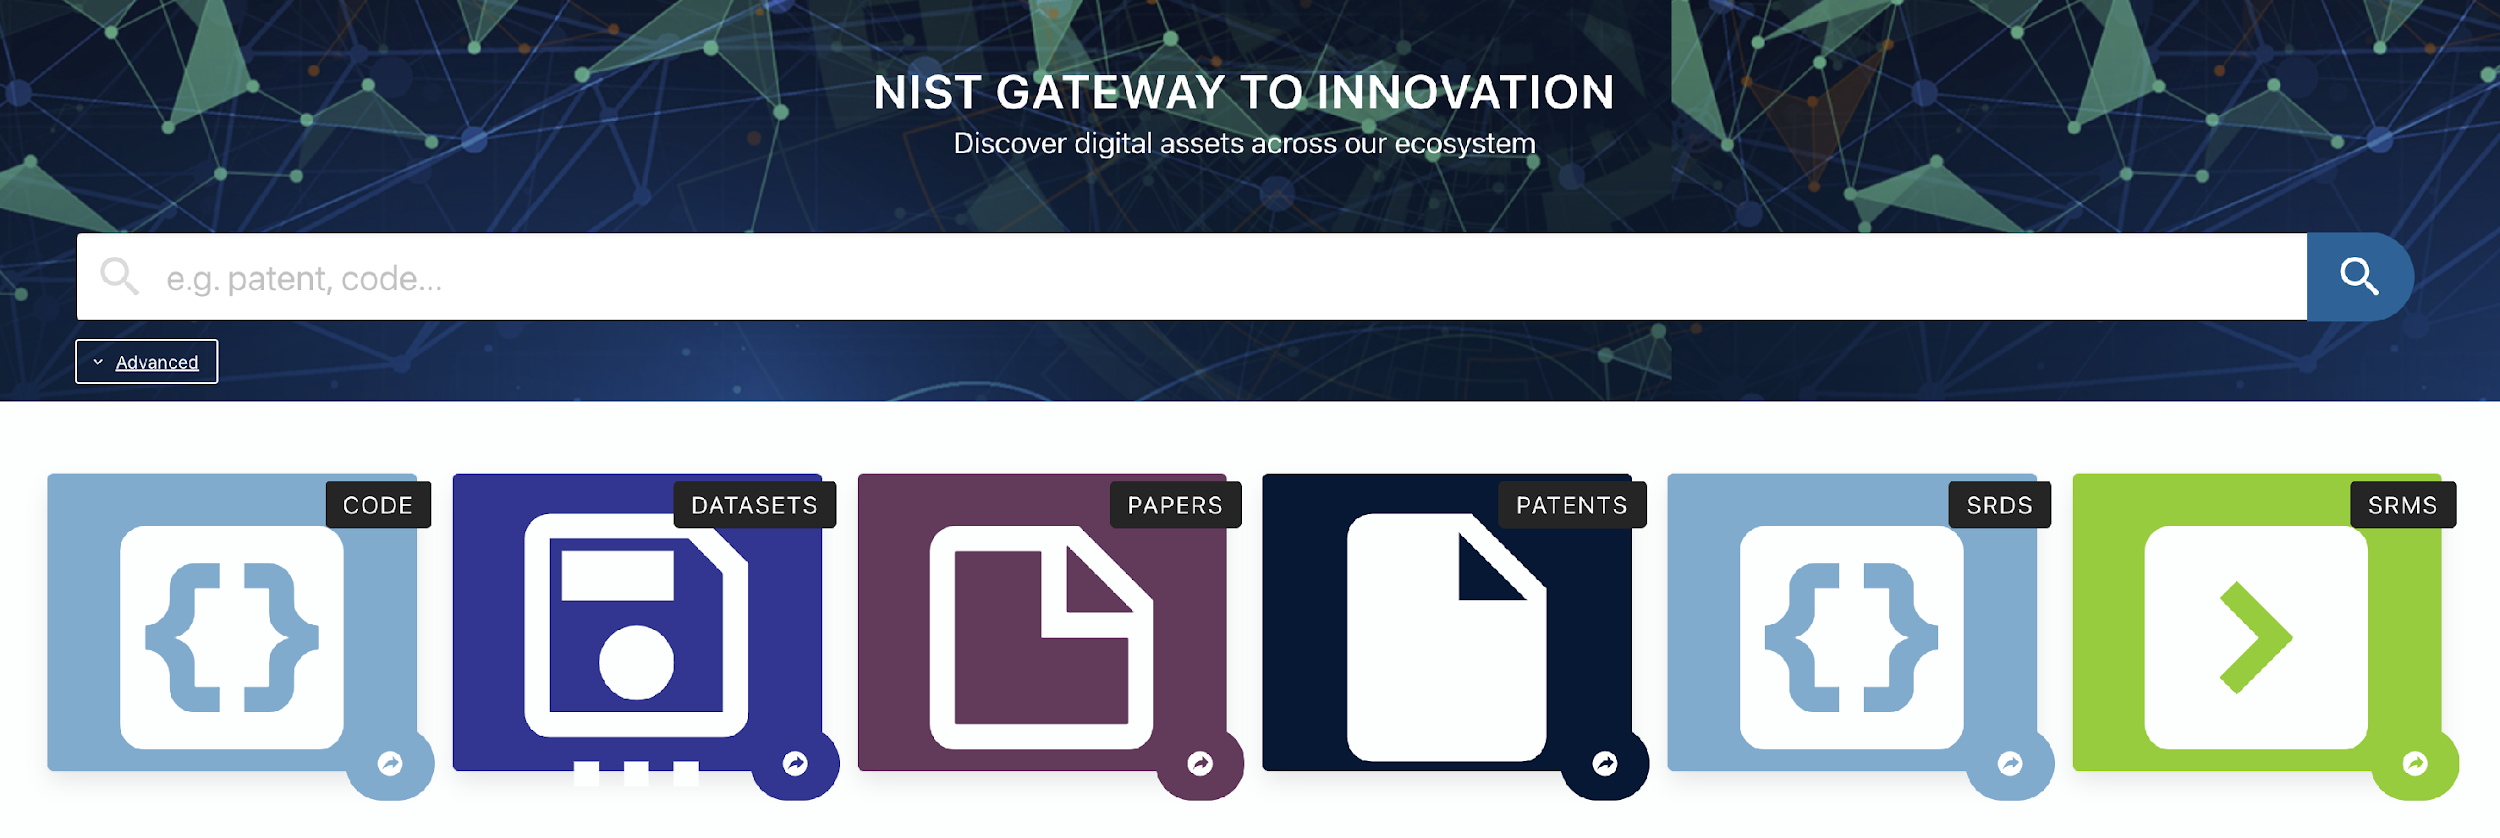 NIST GATEWAY TO INNOVATION
Discover digital assets across our ecosystem
e.g. patent, code...
Advanced
CODE
DATASETS
PAPERS
PATENTS
SRDS
SRMS